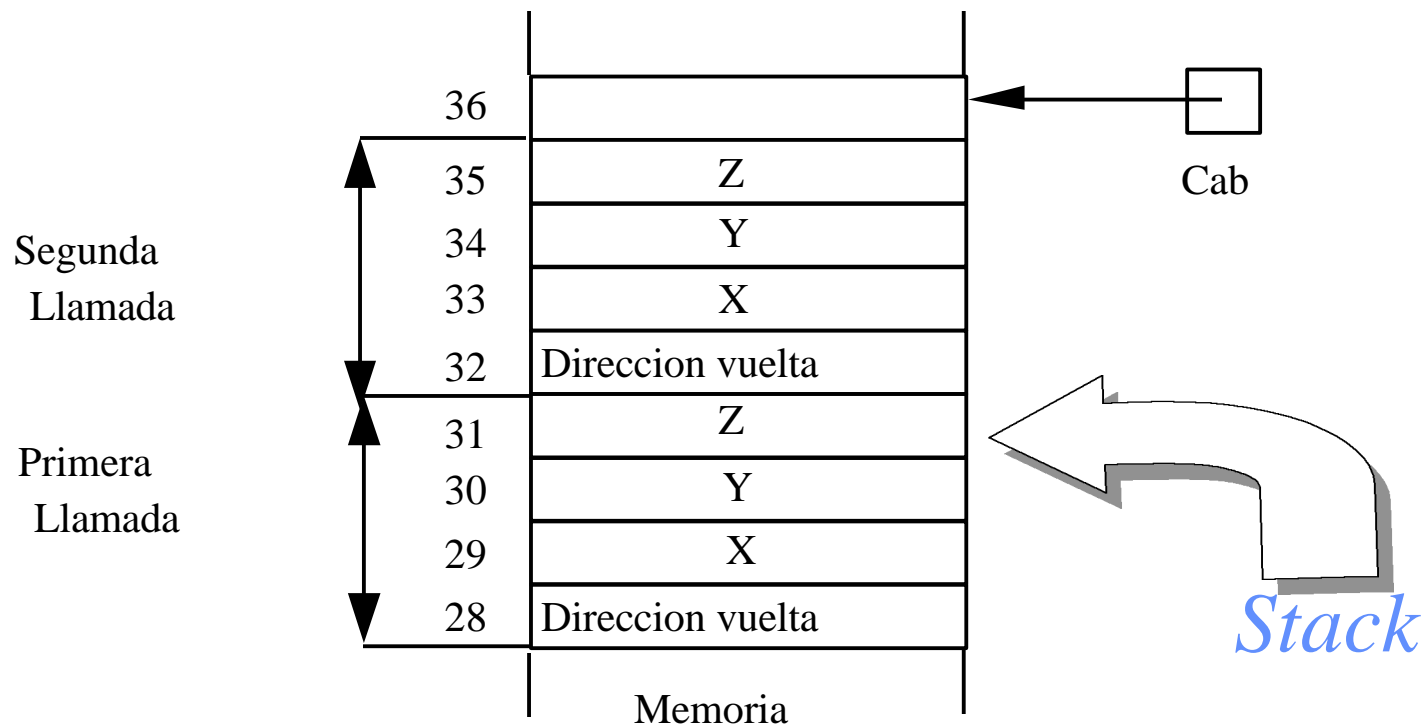 36
Cab
35 Z
34 Y
Segunda
Llamada
33 X
32 Direccion vuelta
31 Z
Primera
Llamada
30 Y
29 X
28 Direccion vuelta
Stack
Memoria